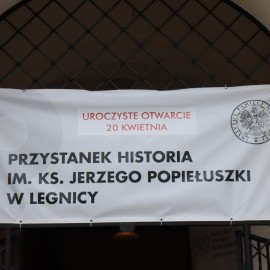 UROCZYSTE OTWARCIE
20 KWIETNIA
PRZYSTANEK HISTORIA
IM. KS. JERZEGO POPIEŁUSZKI
W LEGNICY